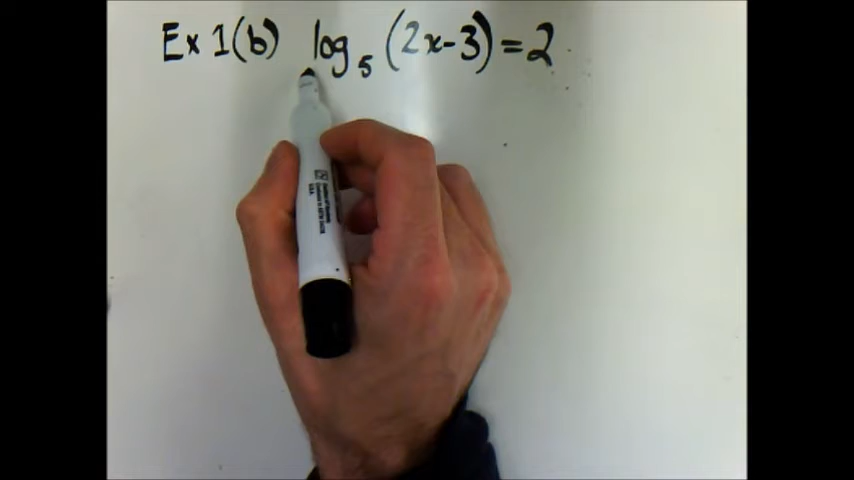 Ex 1(b) log₅ (2x-3) = 2